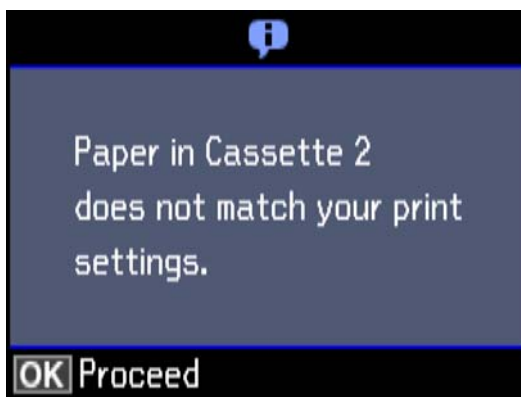 Paper in Cassette 2
does not match your print
settings.
OK Proceed